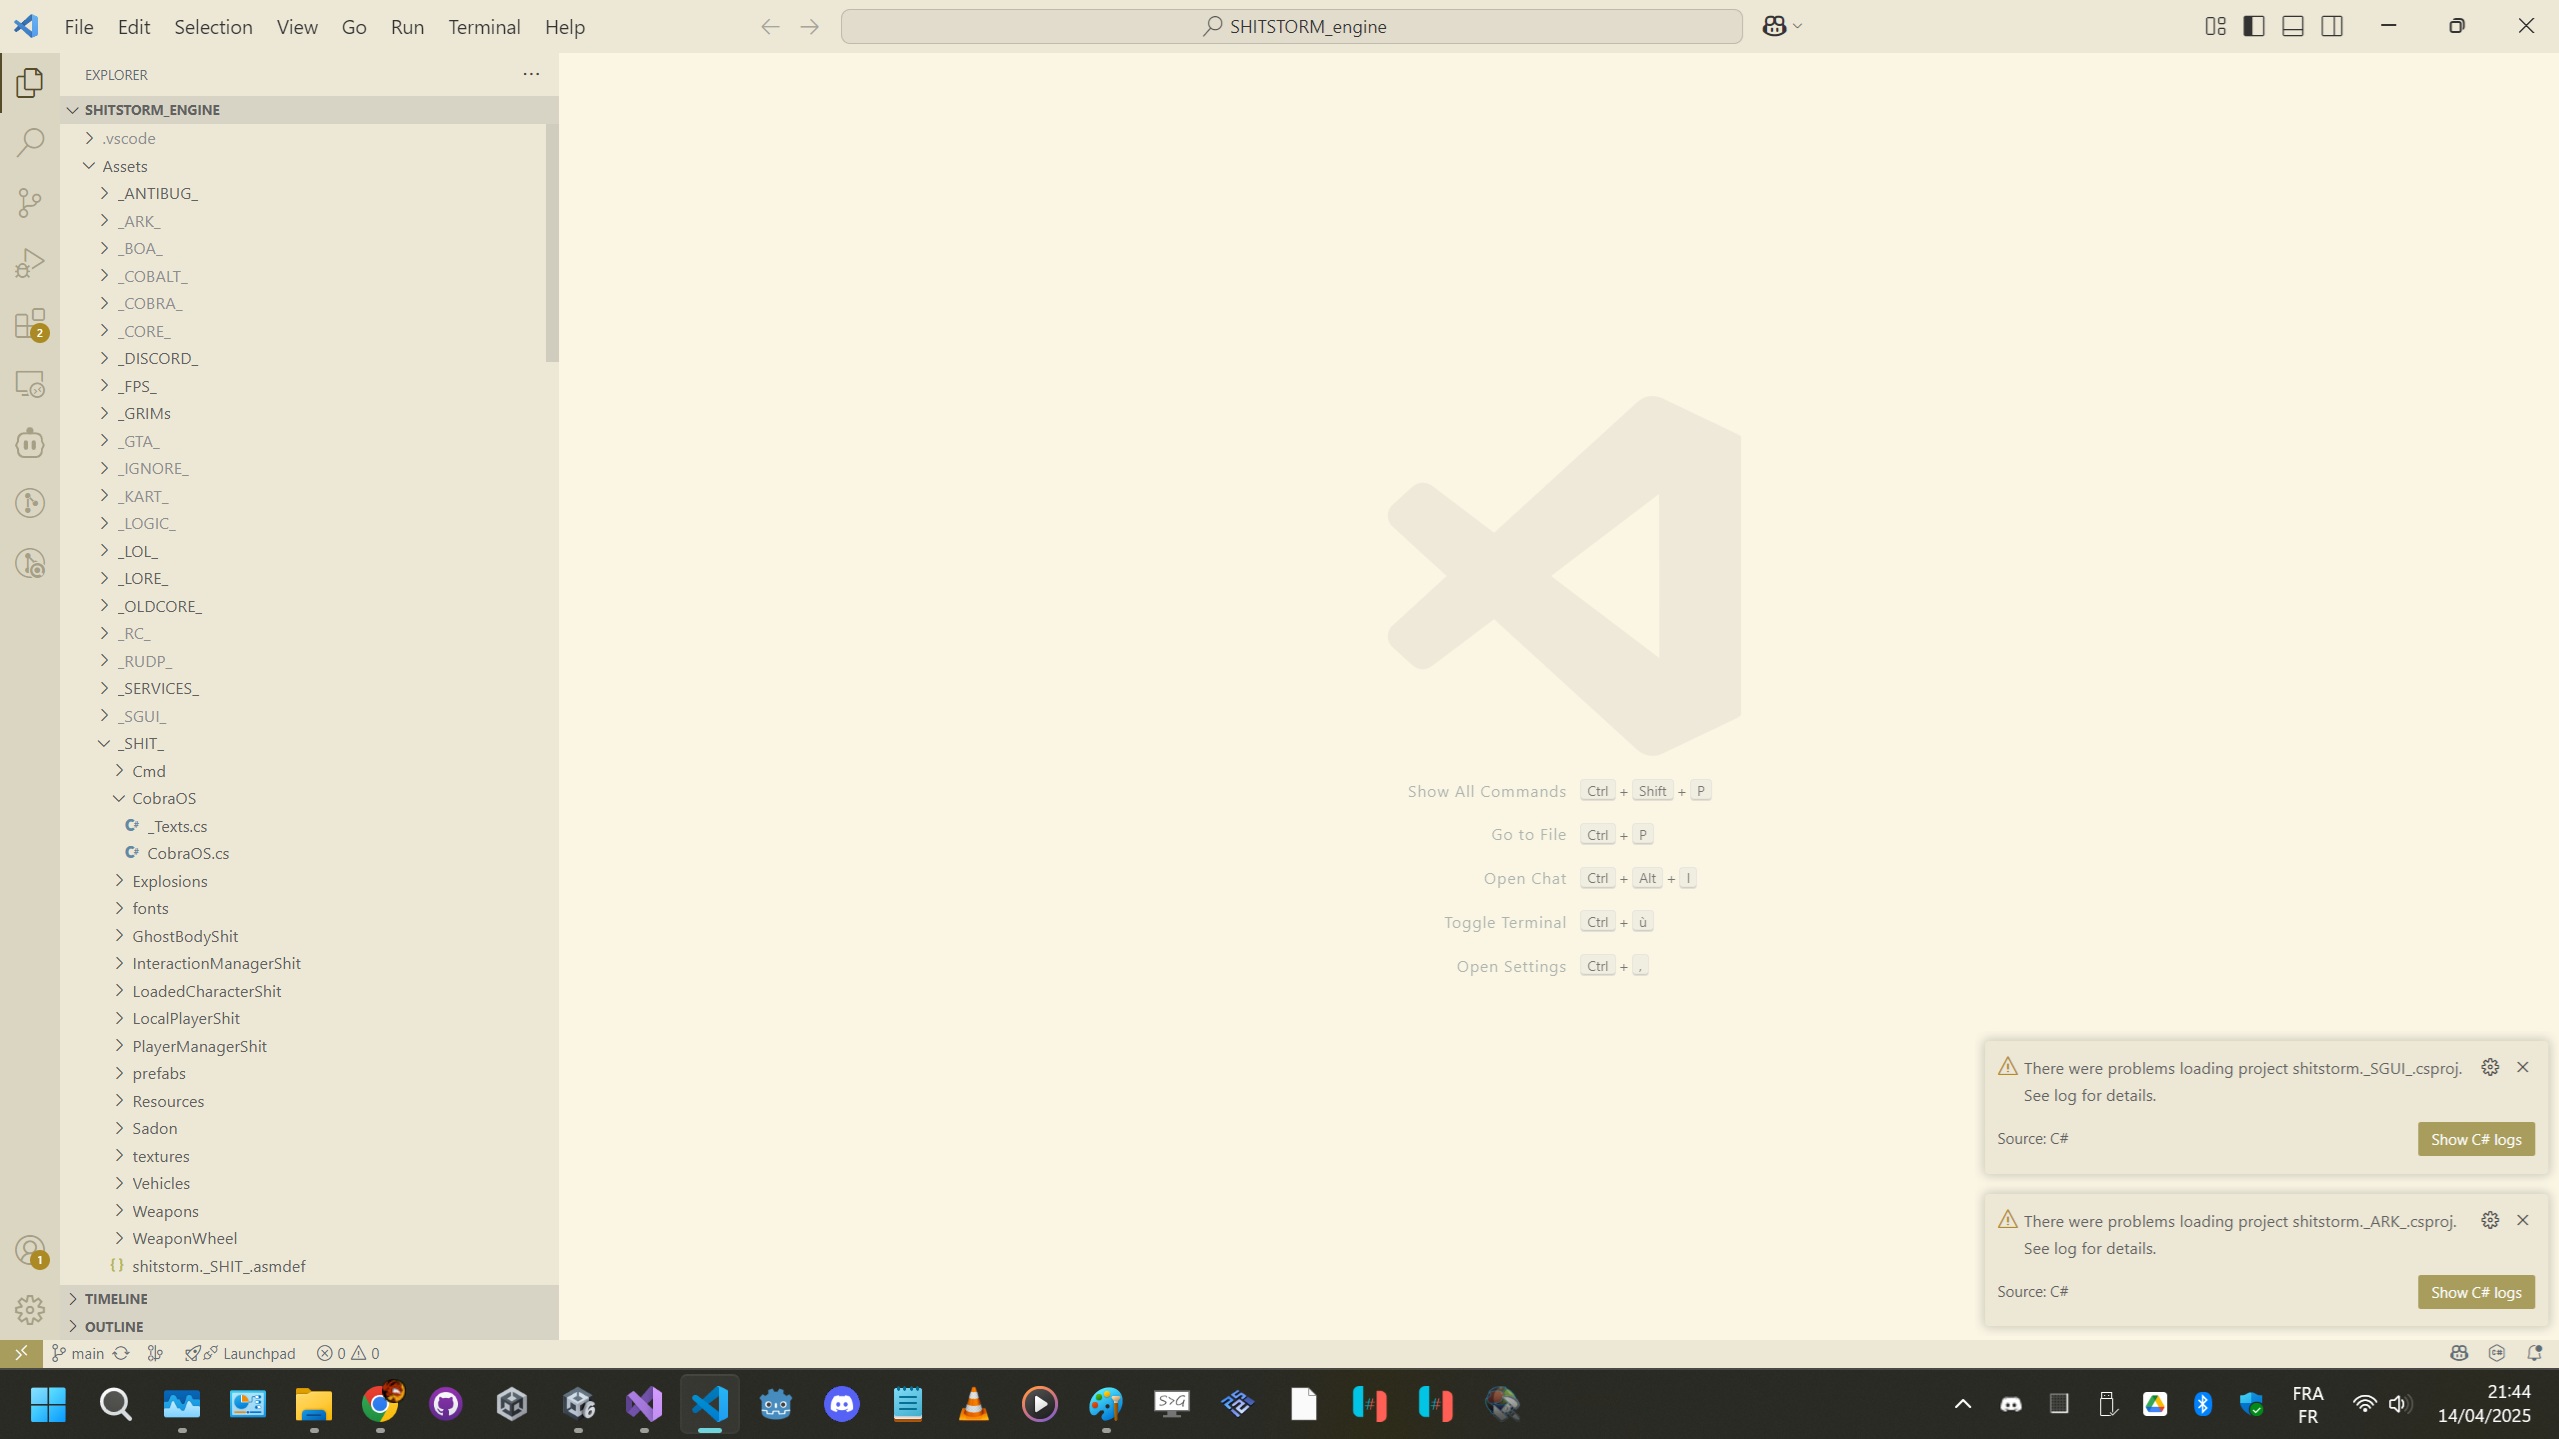 File Edit Selection View Go Run Terminal Help
SHITSTORM_engine
EXPLORER
SHITSTORM_ENGINE
.vscode
Assets
_ANTIBUG_
_ARK_
_BOA_
_COBALT_
_COBRA_
_CORE_
_DISCORD_
_FPS_
_GRIMs
_GTA_
_IGNORE_
_KART_
_LOGIC_
_LOL_
_LORE_
_OLDCORE_
_RC_
_RUDP_
_SERVICES_
_SGUI_
_SHIT_
Cmd
CobraOS
_Texts.cs
CobraOS.cs
Explosions
fonts
GhostBodyShit
InteractionManagerShit
LoadedCharacterShit
LocalPlayerShit
PlayerManagerShit
prefabs
Resources
Sadon
textures
Vehicles
Weapons
WeaponWheel
{} shitstorm._SHIT_.asmdef
TIMELINE
OUTLINE
2
1
Show All Commands Ctrl + Shift + P
Go to File Ctrl + P
Open Chat Ctrl + Alt + I
Toggle Terminal Ctrl + ù
Open Settings Ctrl + ,
There were problems loading project shitstorm._SGUI_.csproj.
See log for details.
Source: C#
Show C# logs
There were problems loading project shitstorm._ARK_.csproj.
See log for details.
Source: C#
Show C# logs
main
Launchpad
0
0
S>G
FRA
FR
21:44
14/04/2025